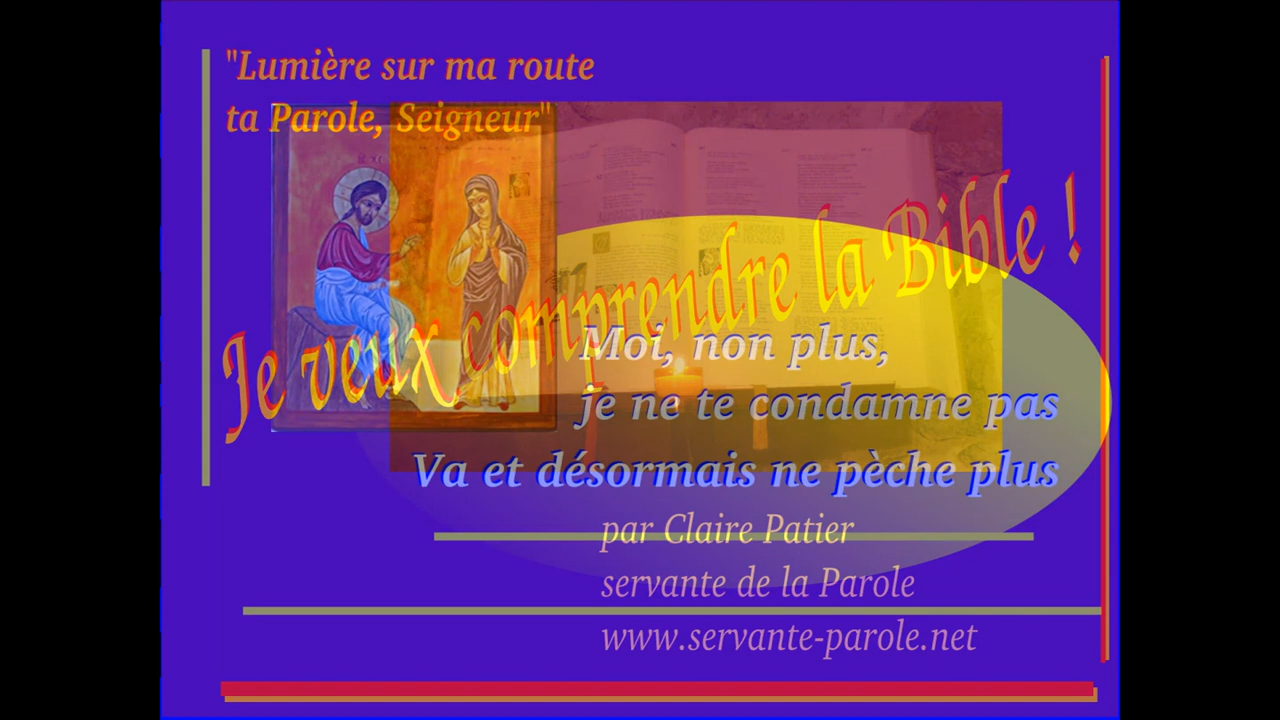 "Lumière sur ma route
ta Parole, Seigneur"
Je veux comprendre la Bible !
Moi, non plus,
je ne te condamne pas
Va et désormais ne pèche plus
par Claire Patier
servante de la Parole
www.servante-parole.net